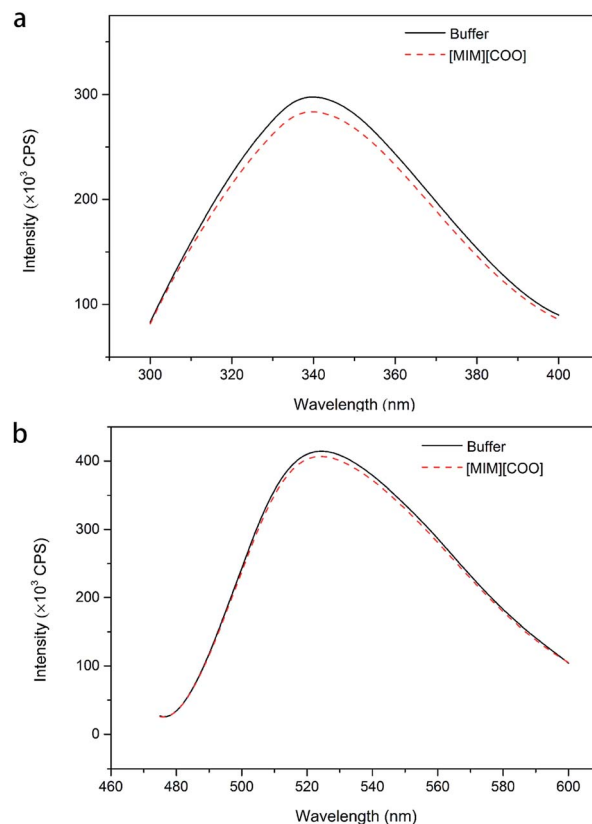 a
Buffer
[MIM][COO]
300
200
100
Intensity (×10³ CPS)
300 320 340 360 380 400
Wavelength (nm)
b
Buffer
[MIM][COO]
400
300
200
100
0
Intensity (×10³ CPS)
460 480 500 520 540 560 580 600
Wavelength (nm)